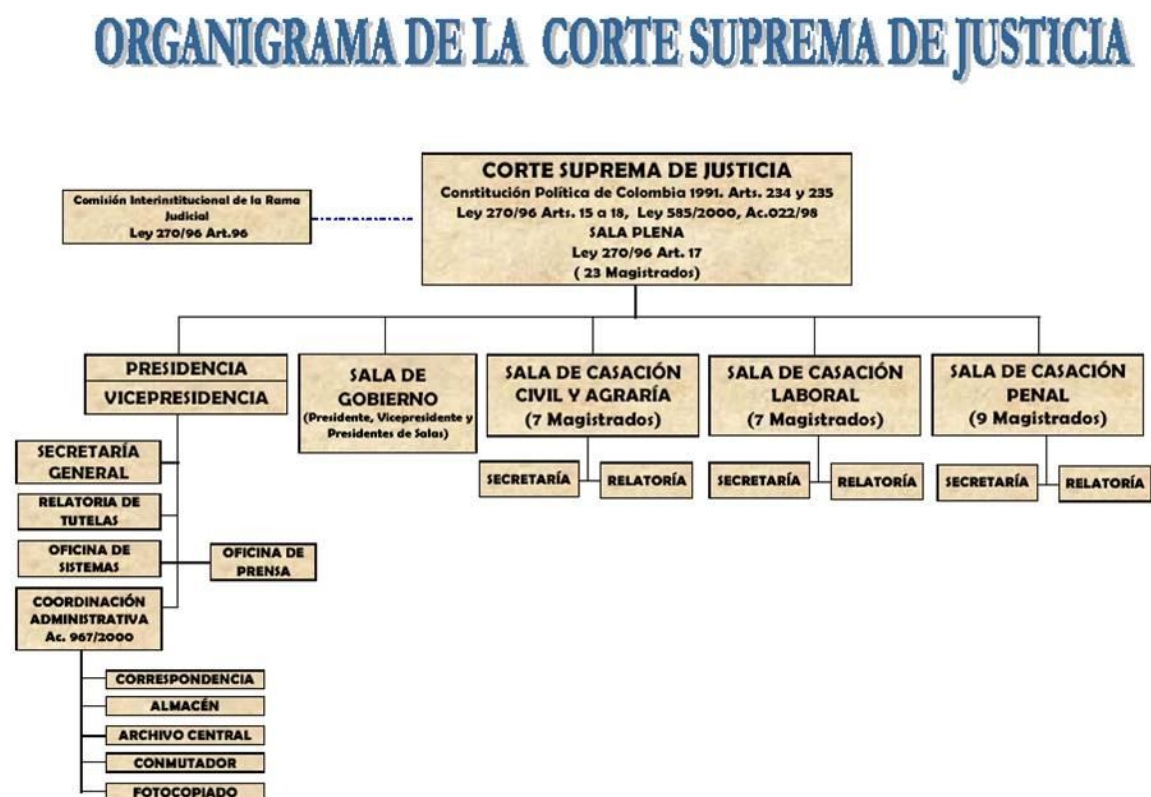 ORGANIGRAMA DE LA CORTE SUPREMA DE JUSTICIA
CORTE SUPREMA DE JUSTICIA
Constitución Política de Colombia 1991. Arts. 234 y 235
Ley 270/96 Arts. 15 a 18, Ley 585/2000, Ac.022/98
SALA PLENA
Ley 270/96 Art. 17
( 23 Magistrados)
Comisión Interinstitucional de la Rama
Judicial
Ley 270/96 Art.96
PRESIDENCIA
VICEPRESIDENCIA
SALA DE
GOBIERNO
(Presidente, Vicepresidente y
Presidentes de Salas)
SALA DE CASACIÓN
CIVIL Y AGRARÍA
(7 Magistrados)
SALA DE CASACIÓN
LABORAL
(7 Magistrados)
SALA DE CASACIÓN
PENAL
(9 Magistrados)
SECRETARÍA
RELATORÍA
SECRETARÍA
RELATORÍA
SECRETARÍA
RELATORÍA
SECRETARÍA
GENERAL
RELATORIA DE
TUTELAS
OFICINA DE
SISTEMAS
OFICINA DE
PRENSA
COORDINACIÓN
ADMINISTRATIVA
Ac. 967/2000
CORRESPONDENCIA
ALMACÉN
ARCHIVO CENTRAL
CONMUTADOR
FOTOCOPIADO